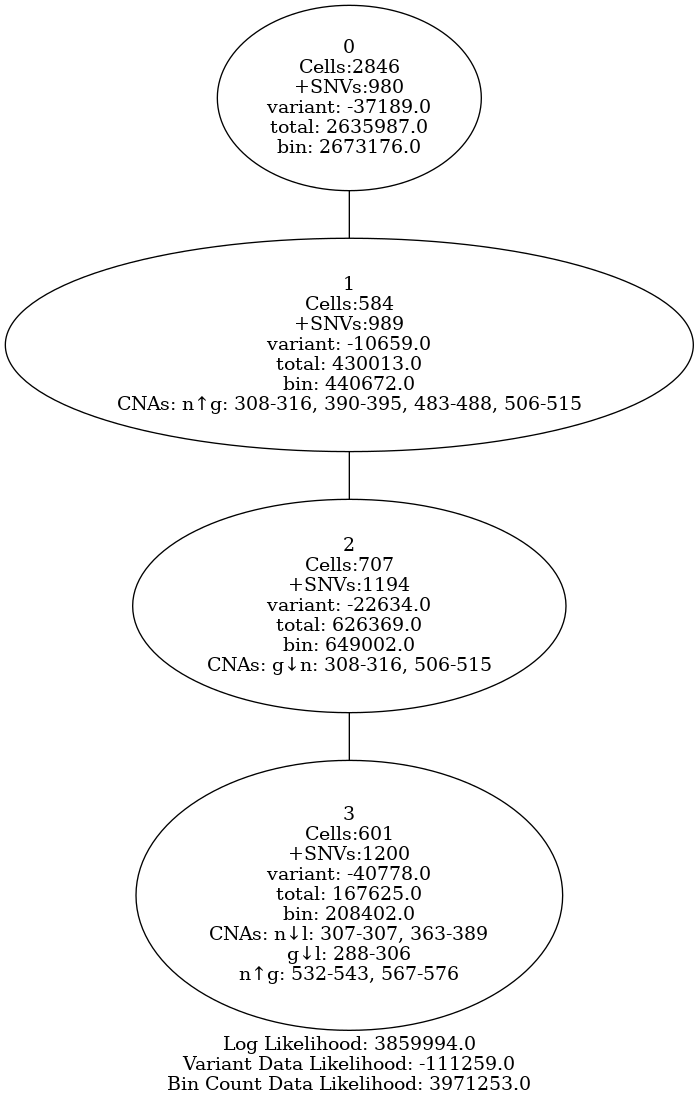 0
Cells:2846
+SNVs:980
variant: -37189.0
total: 2635987.0
bin: 2673176.0
1
Cells:584
+SNVs:989
variant: -10659.0
total: 430013.0
bin: 440672.0
CNAs: n↑g: 308-316, 390-395, 483-488, 506-515
2
Cells:707
+SNVs:1194
variant: -22634.0
total: 626369.0
bin: 649002.0
CNAs: g↓n: 308-316, 506-515
3
Cells:601
+SNVs:1200
variant: -40778.0
total: 167625.0
bin: 208402.0
CNAs: n↓l: 307-307, 363-389
g↓l: 288-306
n↑g: 532-543, 567-576
Log Likelihood: 3859994.0
Variant Data Likelihood: -111259.0
Bin Count Data Likelihood: 3971253.0